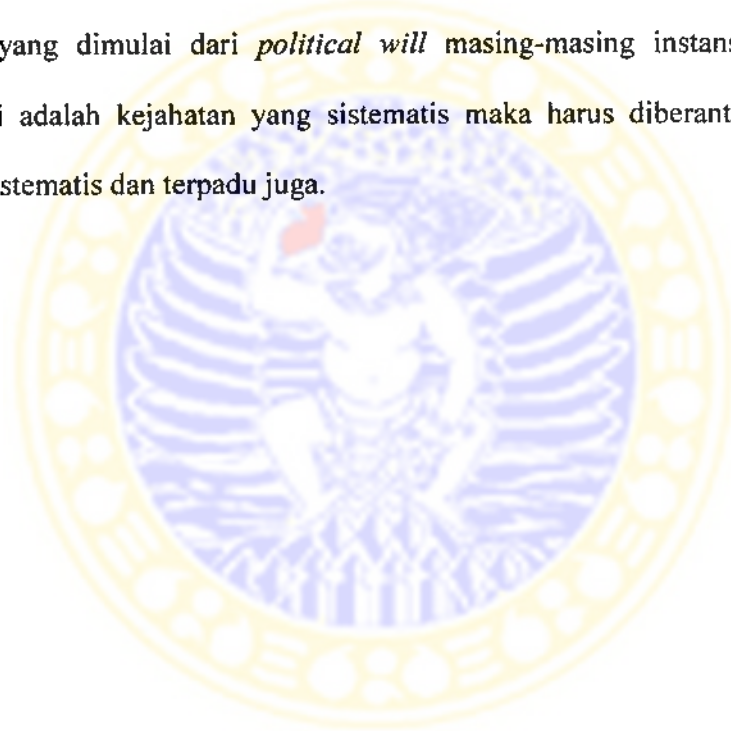 yang dimulai dari political will masing-masing instans
i adalah kejahatan yang sistematis maka harus diberant
stematis dan terpadu juga.